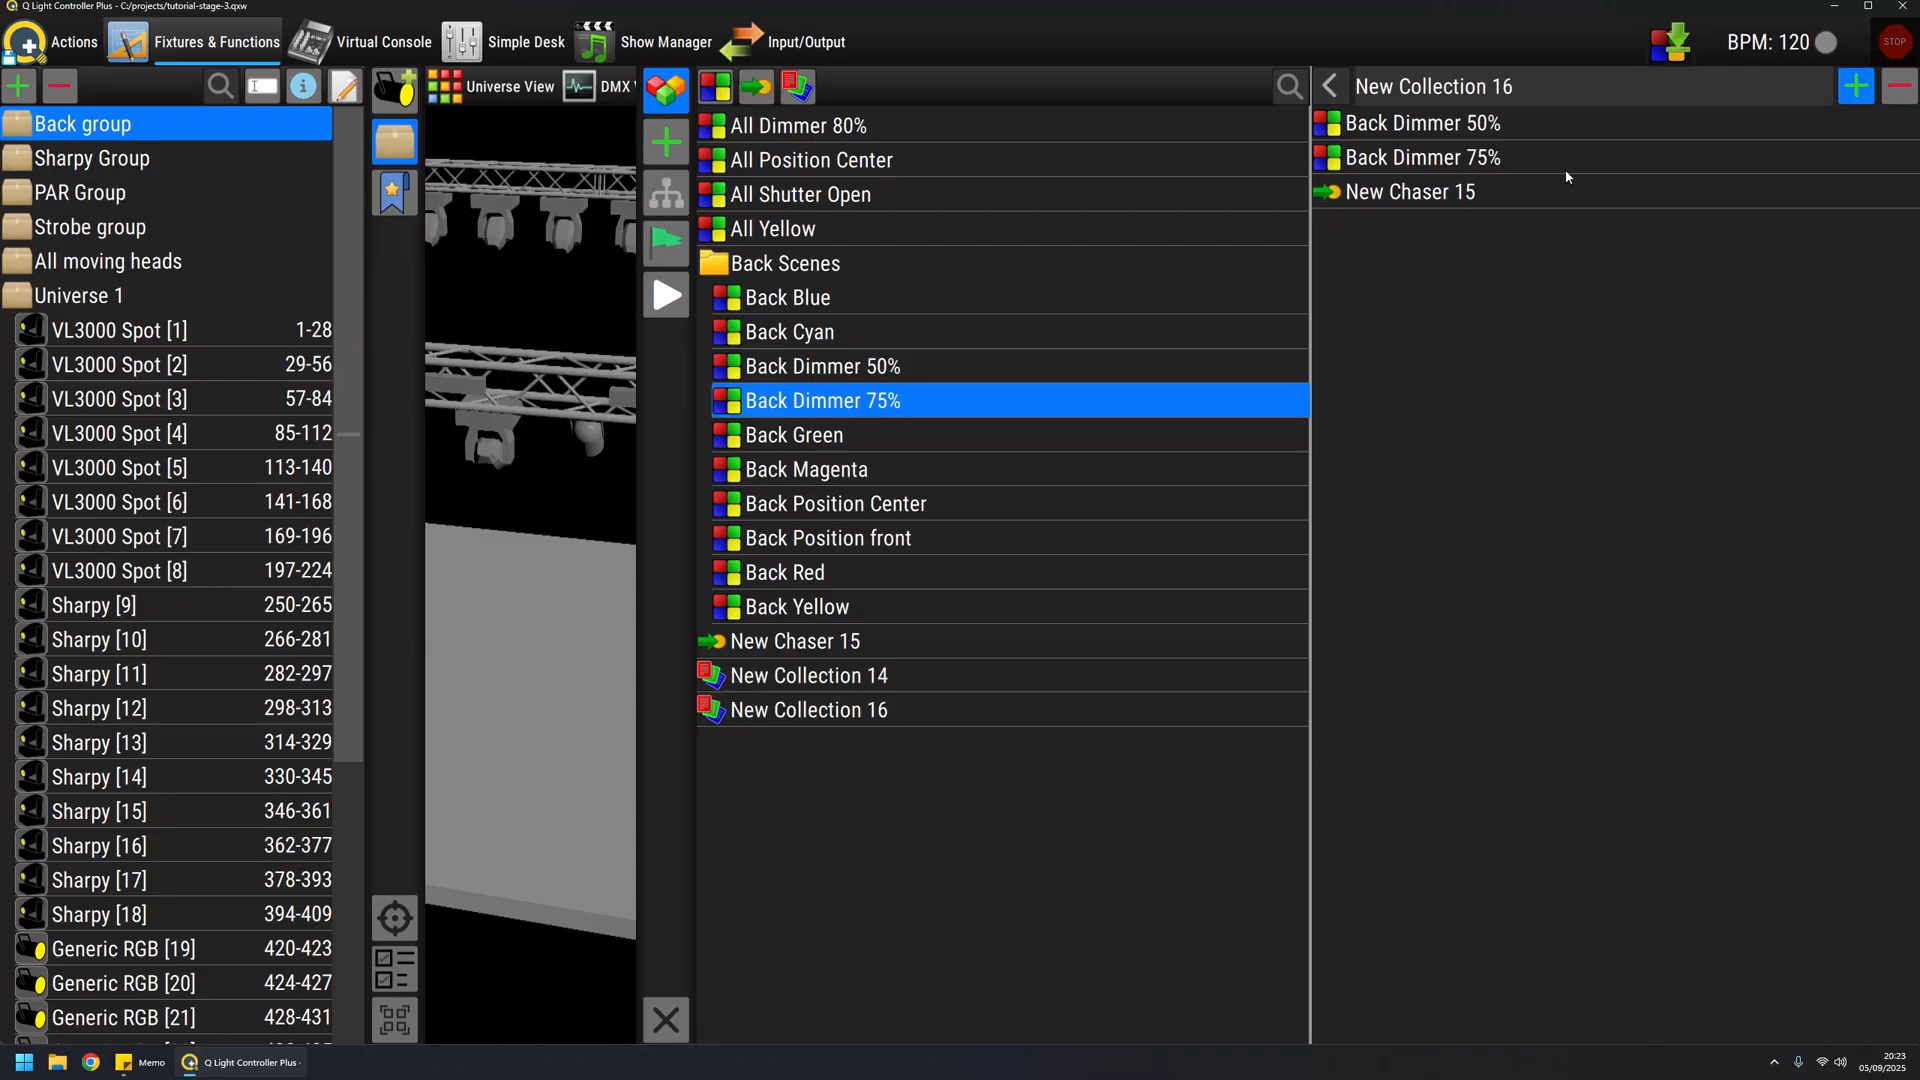 Q Light Controller Plus - C:/projects/tutorial-stage-3.qxw
Actions
Fixtures & Functions
Virtual Console
Simple Desk
Show Manager
Input/Output
BPM: 120
STOP
Universe View
DMX
New Collection 16
Back group
Sharpy Group
PAR Group
Strobe group
All moving heads
Universe 1
VL3000 Spot [1] 1-28
VL3000 Spot [2] 29-56
VL3000 Spot [3] 57-84
VL3000 Spot [4] 85-112
VL3000 Spot [5] 113-140
VL3000 Spot [6] 141-168
VL3000 Spot [7] 169-196
VL3000 Spot [8] 197-224
Sharpy [9] 250-265
Sharpy [10] 266-281
Sharpy [11] 282-297
Sharpy [12] 298-313
Sharpy [13] 314-329
Sharpy [14] 330-345
Sharpy [15] 346-361
Sharpy [16] 362-377
Sharpy [17] 378-393
Sharpy [18] 394-409
Generic RGB [19] 420-423
Generic RGB [20] 424-427
Generic RGB [21] 428-431
All Dimmer 80%
All Position Center
All Shutter Open
All Yellow
Back Scenes
Back Blue
Back Cyan
Back Dimmer 50%
Back Dimmer 75%
Back Green
Back Magenta
Back Position Center
Back Position front
Back Red
Back Yellow
New Chaser 15
New Collection 14
New Collection 16
Back Dimmer 50%
Back Dimmer 75%
New Chaser 15
Memo
Q Light Controller Plus -
20:23
05/09/2025